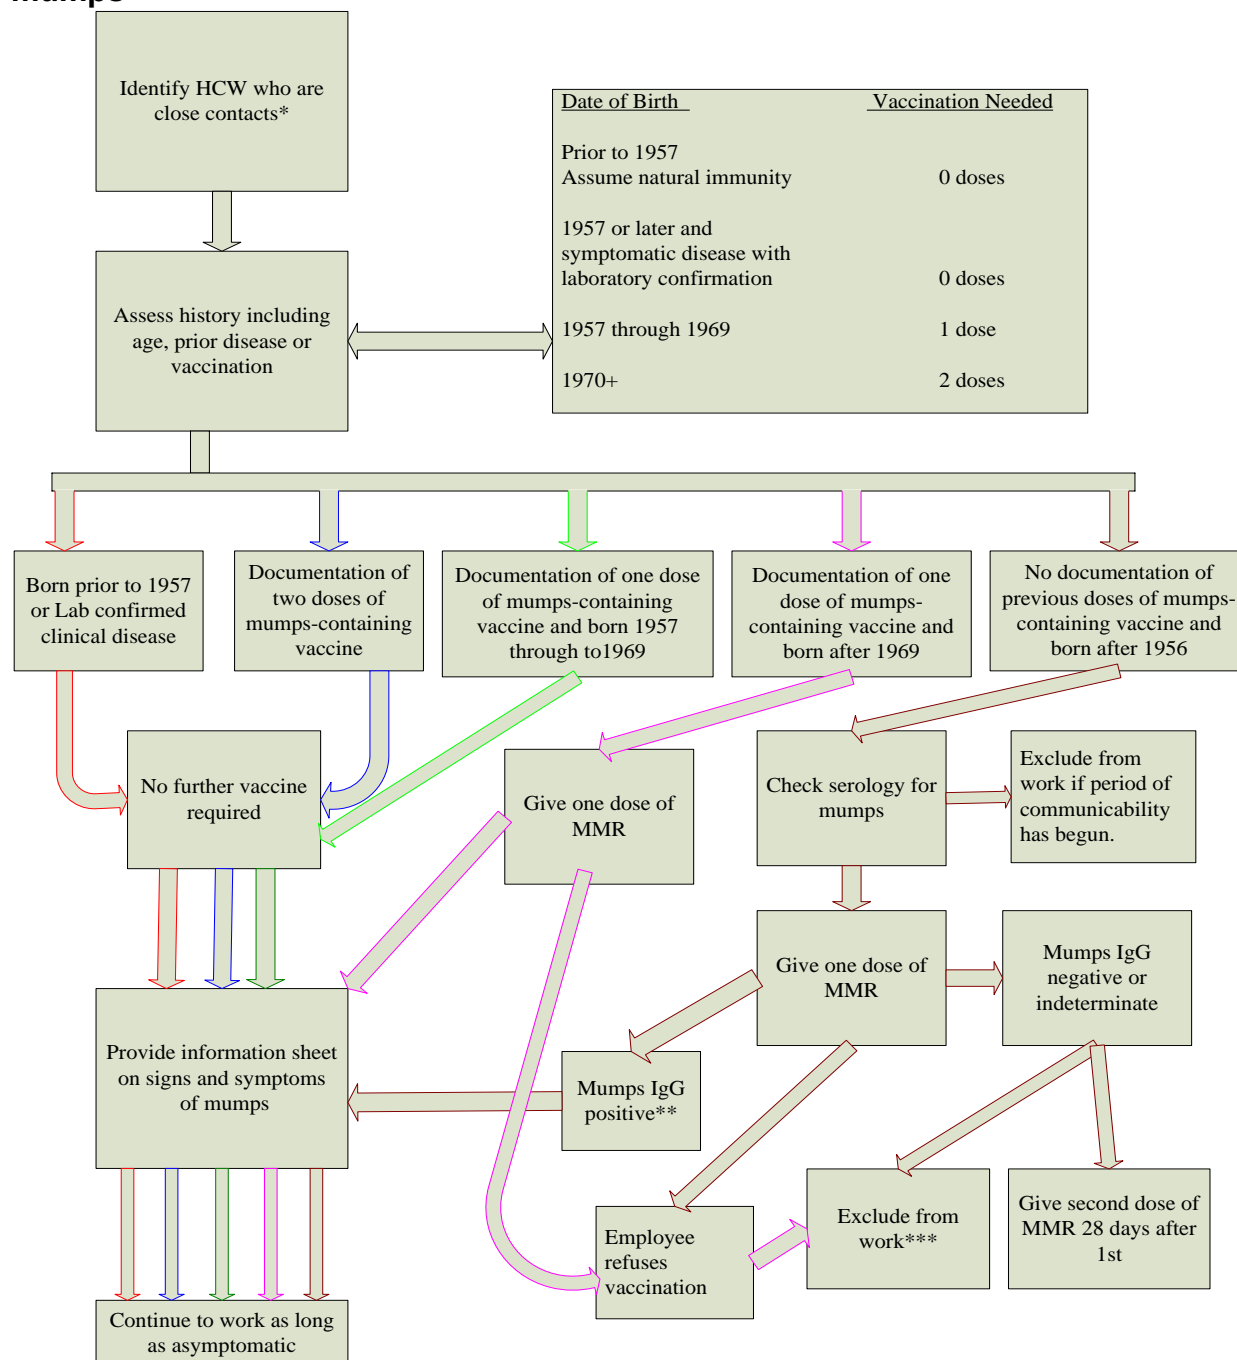 mumps
Identify HCW who are
close contacts*
Date of Birth Vaccination Needed
Prior to 1957
Assume natural immunity 0 doses
1957 or later and
symptomatic disease with
laboratory confirmation 0 doses
1957 through 1969 1 dose
1970+ 2 doses
Assess history including
age, prior disease or
vaccination
Born prior to 1957
or Lab confirmed
clinical disease
Documentation of
two doses of
mumps-containing
vaccine
Documentation of one dose
of mumps-containing
vaccine and born 1957
through to1969
Documentation of one
dose of mumps-
containing vaccine and
born after 1969
No documentation of
previous doses of mumps-
containing vaccine and
born after 1956
No further vaccine
required
Give one dose of
MMR
Check serology for
mumps
Exclude from
work if period of
communicability
has begun.
Give one dose of
MMR
Mumps IgG
negative or
indeterminate
Provide information sheet
on signs and symptoms
of mumps
Mumps IgG
positive**
Employee
refuses
vaccination
Exclude from
work***
Give second dose of
MMR 28 days after
1st
Continue to work as long
as asymptomatic